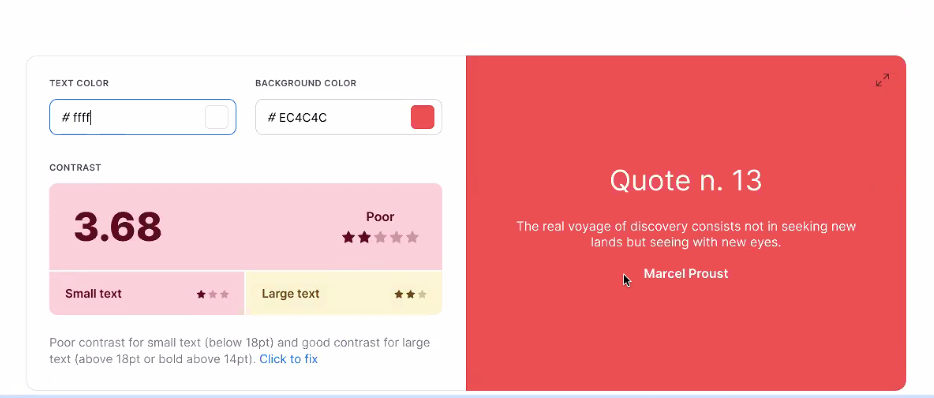 TEXT COLOR
BACKGROUND COLOR
# ffff
# EC4C4C
CONTRAST
3.68
Poor
Small text
Large text
Poor contrast for small text (below 18pt) and good contrast for large
text (above 18pt or bold above 14pt). Click to fix
Quote n. 13
The real voyage of discovery consists not in seeking new
lands but seeing with new eyes.
Marcel Proust